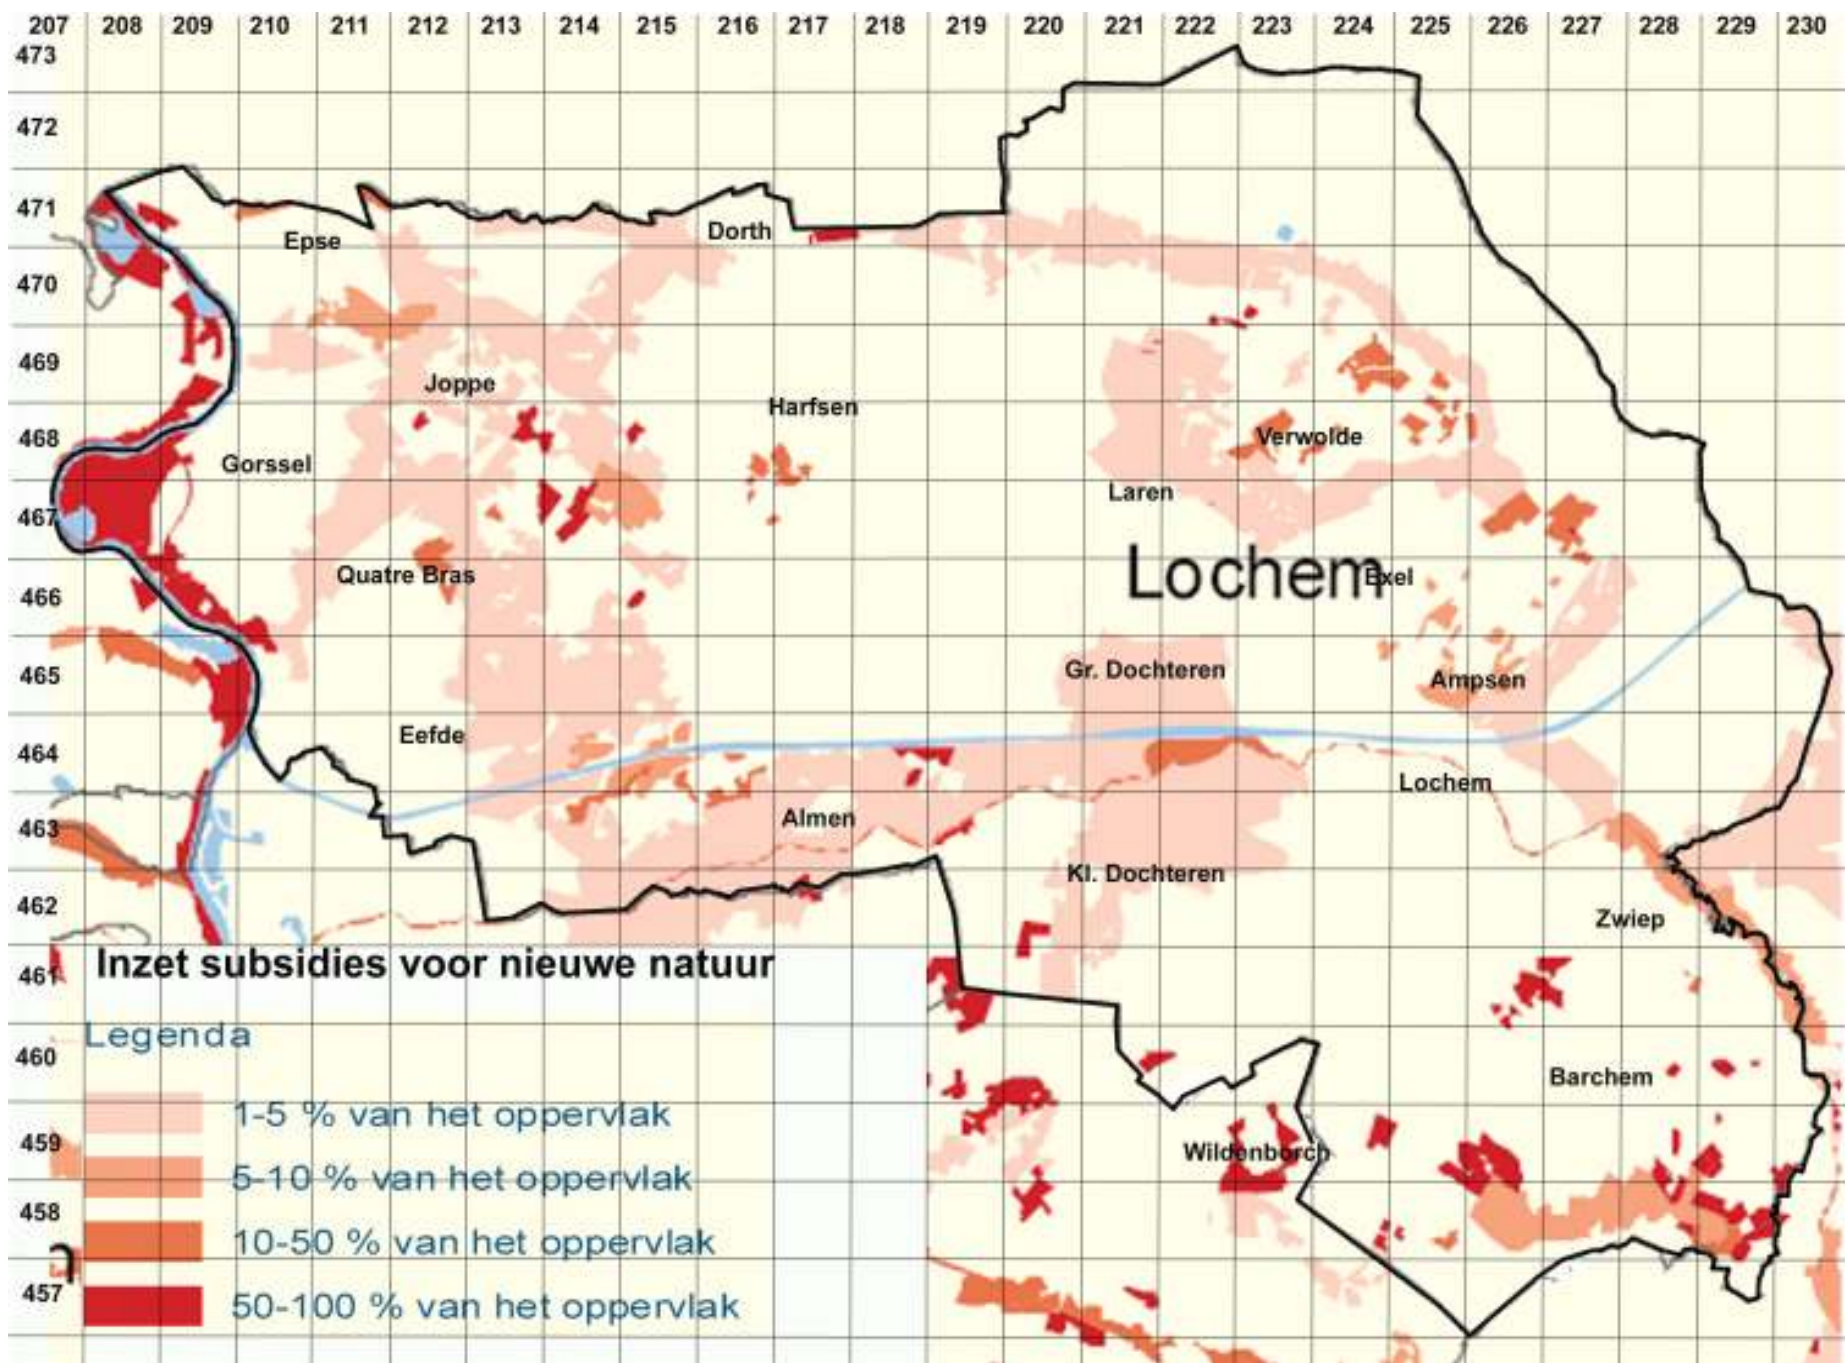 207 208 209 210 211 212 213 214 215 216 217 218 219 220 221 222 223 224 225 226 227 228 229 230
473
472
471
Dorth
Epse
470
469
Joppe
Harfsen
468
Verwolde
Gorssel
Laren
467
Lochem
Quatre Bras
Exel
466
Gr. Dochteren
465
Ampsen
Eefde
464
Lochem
Almen
463
Kl. Dochteren
462
Zwiep
461
Inzet subsidies voor nieuwe natuur
Legenda
460
Barchem
1-5 % van het oppervlak
459
Wildenborch
5-10 % van het oppervlak
458
10-50 % van het oppervlak
457
50-100 % van het oppervlak